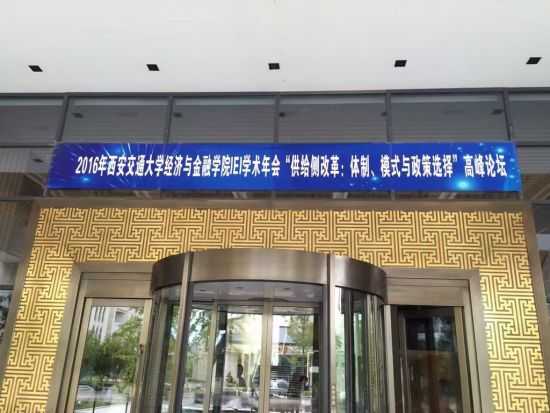 2016年西安交通大学经济与金融学院IEI学术年会“供给侧改革：体制、模式与政策选择”高峰论坛